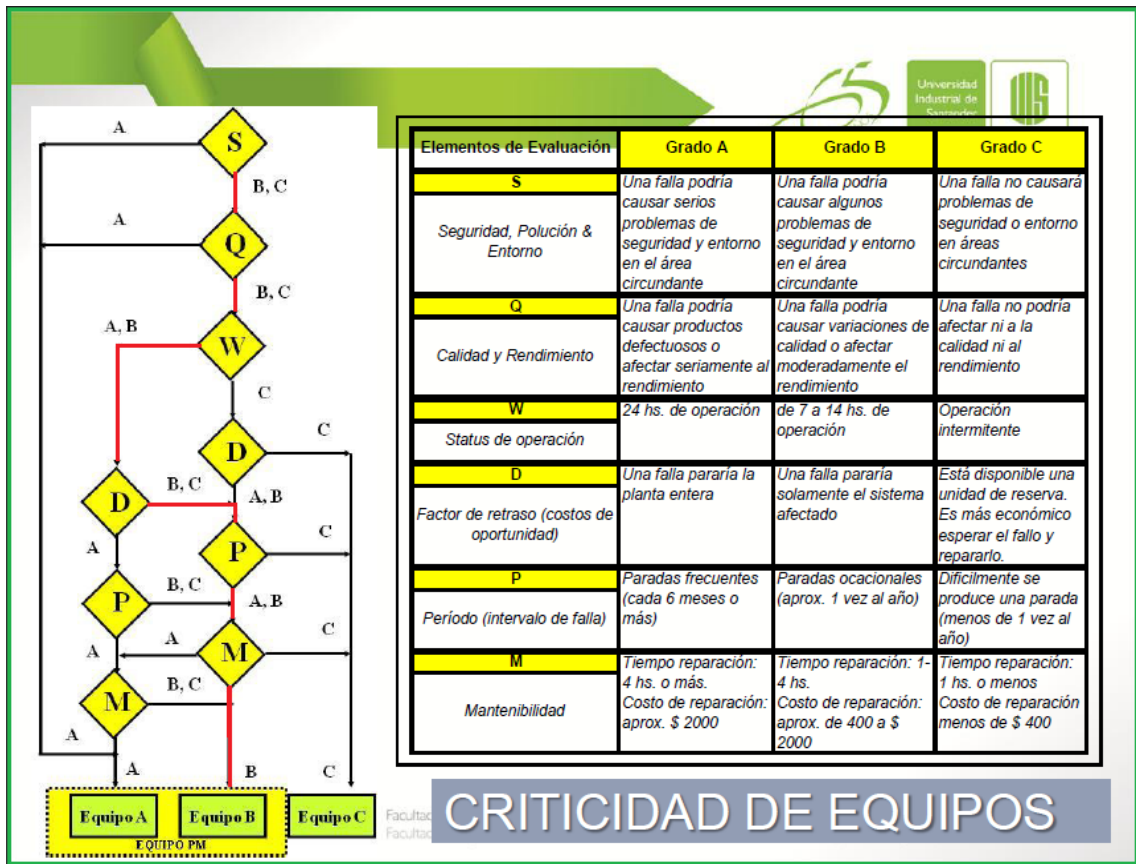 Universidad
Industrial de
Santander
A
S
B, C
A
Q
B, C
A, B
W
C
D
C
B, C
D
A, B
C
A
P
B, C
P
A, B
C
A
A
M
B, C
M
A
A
B
C
Equipo A
Equipo B
Equipo C
EQUIPO PM
Elementos de Evaluación
Grado A
Grado B
Grado C
S
Seguridad, Polución &
Entorno
Una falla podría
causar serios
problemas de
seguridad y entorno
en el área
circundante
Una falla podría
causar algunos
problemas de
seguridad y entorno
en el área
circundante
Una falla no causará
problemas de
seguridad o entorno
en áreas
circundantes
Q
Calidad y Rendimiento
Una falla podría
causar productos
defectuosos o
afectar seriamente al
rendimiento
Una falla podría
causar variaciones de
calidad o afectar
moderadamente el
rendimiento
Una falla no podría
afectar ni a la
calidad ni al
rendimiento
W
Status de operación
24 hs. de operación
de 7 a 14 hs. de
operación
Operación
intermitente
D
Factor de retraso (costos de
oportunidad)
Una falla pararía la
planta entera
Una falla pararía
solamente el sistema
afectado
Está disponible una
unidad de reserva.
Es más económico
esperar el fallo y
repararlo.
P
Período (intervalo de falla)
Paradas frecuentes
(cada 6 meses o
más)
Paradas ocacionales
(aprox. 1 vez al año)
Dificilmente se
produce una parada
(menos de 1 vez al
año)
M
Mantenibilidad
Tiempo reparación:
4 hs. o más.
Costo de reparación:
aprox. $ 2000
Tiempo reparación: 1-
4 hs.
Costo de reparación:
aprox. de 400 a $
2000
Tiempo reparación:
1 hs. o menos
Costo de reparación
menos de $ 400
Facultac
Facultac
CRITICIDAD DE EQUIPOS